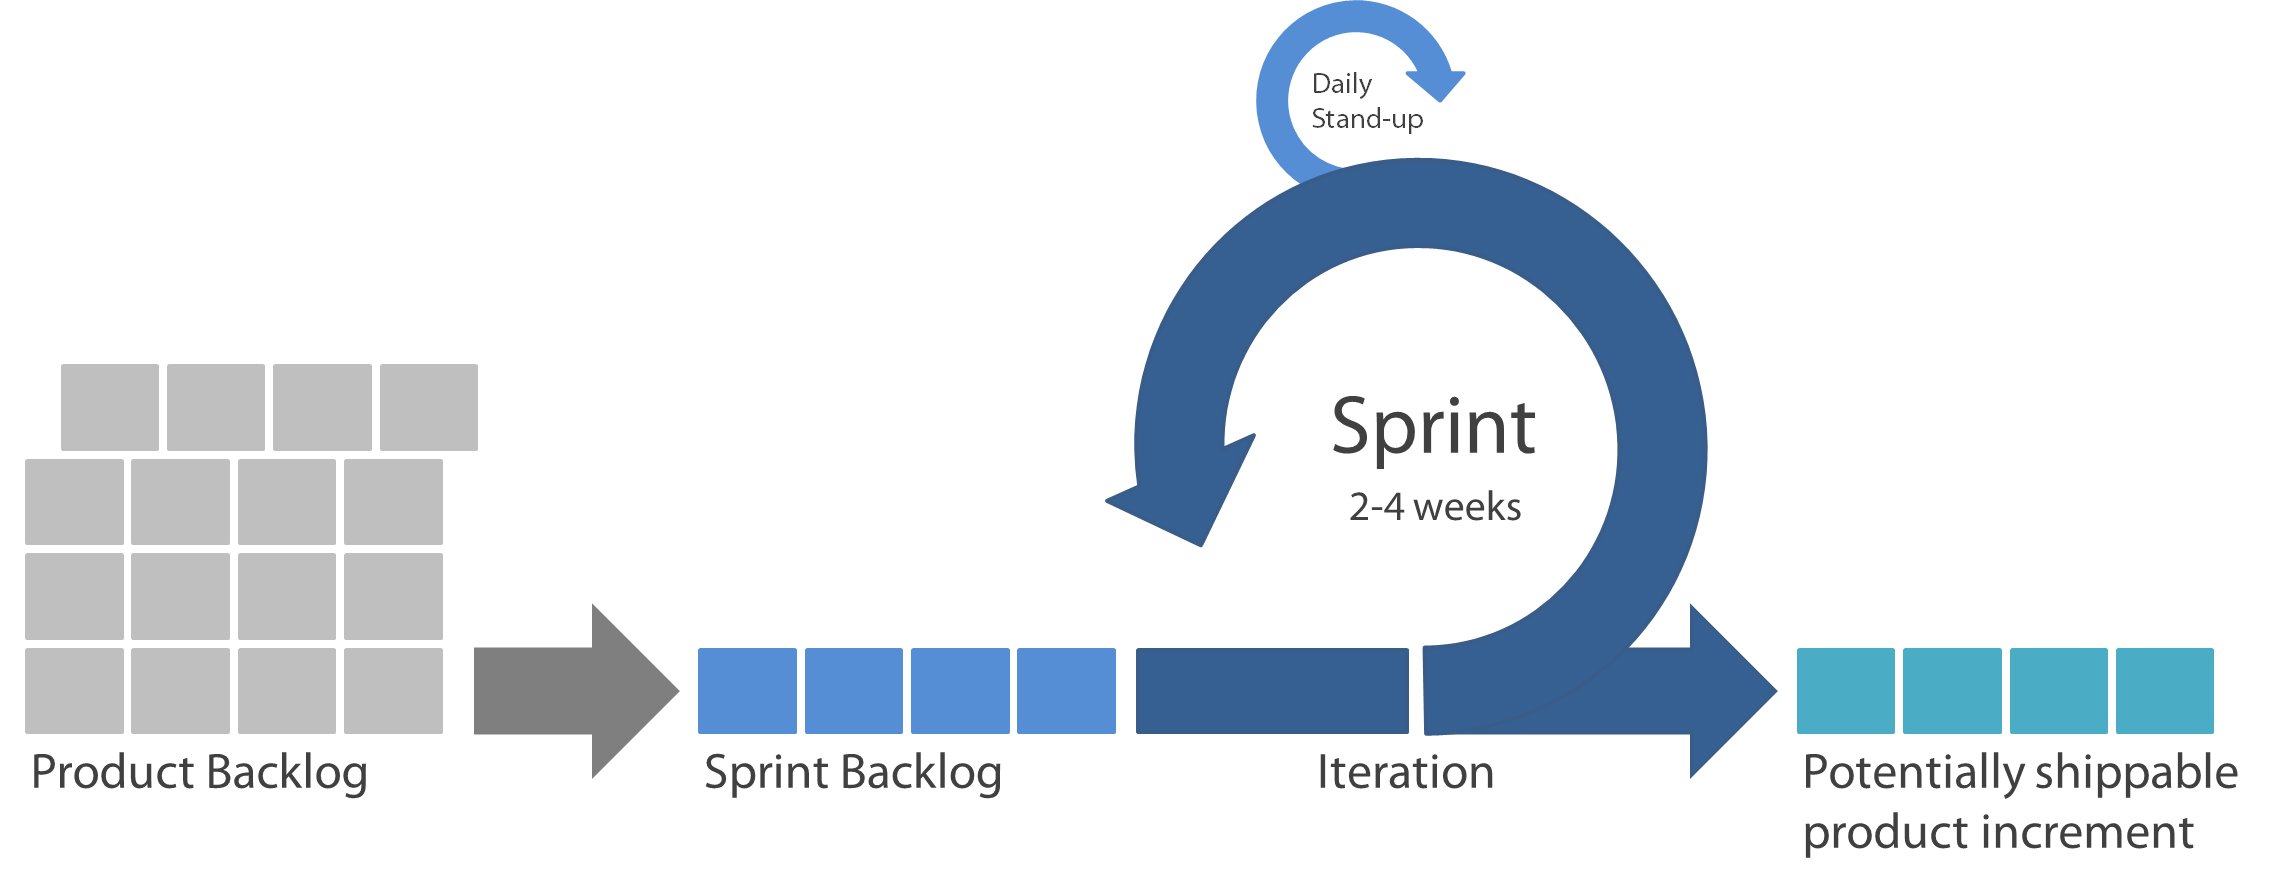 Daily
Stand-up
Sprint
2-4 weeks
Product Backlog
Sprint Backlog
Iteration
Potentially shippable
product increment